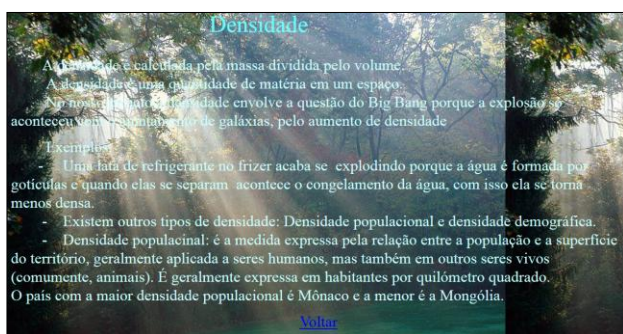 Densidade
A densidade é calculada pela massa dividida pelo volume.
A densidade é uma quantidade de matéria em um espaço.
No nosso densidade envolve a questão do Big Bang porque a explosão só
aconteceu de galáxias, pelo aumento de densidade
Exemplos:
- Uma lata de refrigerante no frizer acaba se explodindo porque a água é formada por
gotículas e quando elas se separam acontece o congelamento da água, com isso ela se torna
menos densa.
- Existem outros tipos de densidade: Densidade populacional e densidade demográfica.
- Densidade populacinal: é a medida expressa pela relação entre a população e a superfície
do território, geralmente aplicada a seres humanos, mas também em outros seres vivos
(comumente, animais). É geralmente expressa em habitantes por quilómetro quadrado.
O país com a maior densidade populacional é Mônaco e a menor é a Mongólia.
Voltar